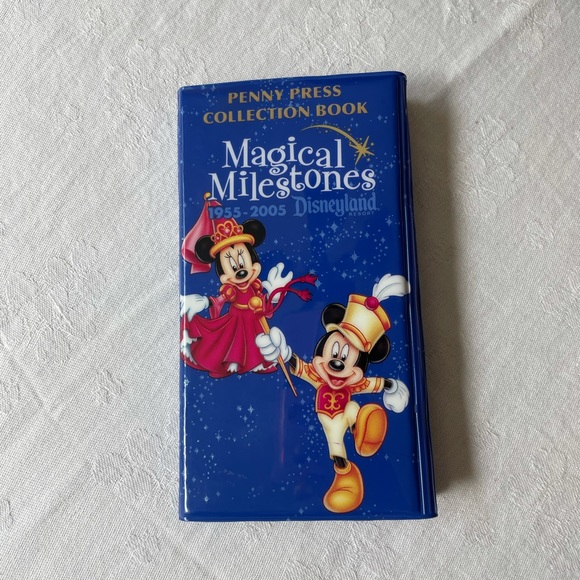 PENNY PRESS
COLLECTION BOOK
Magical
Milestones
1955-2005 Disneyland
RESORT